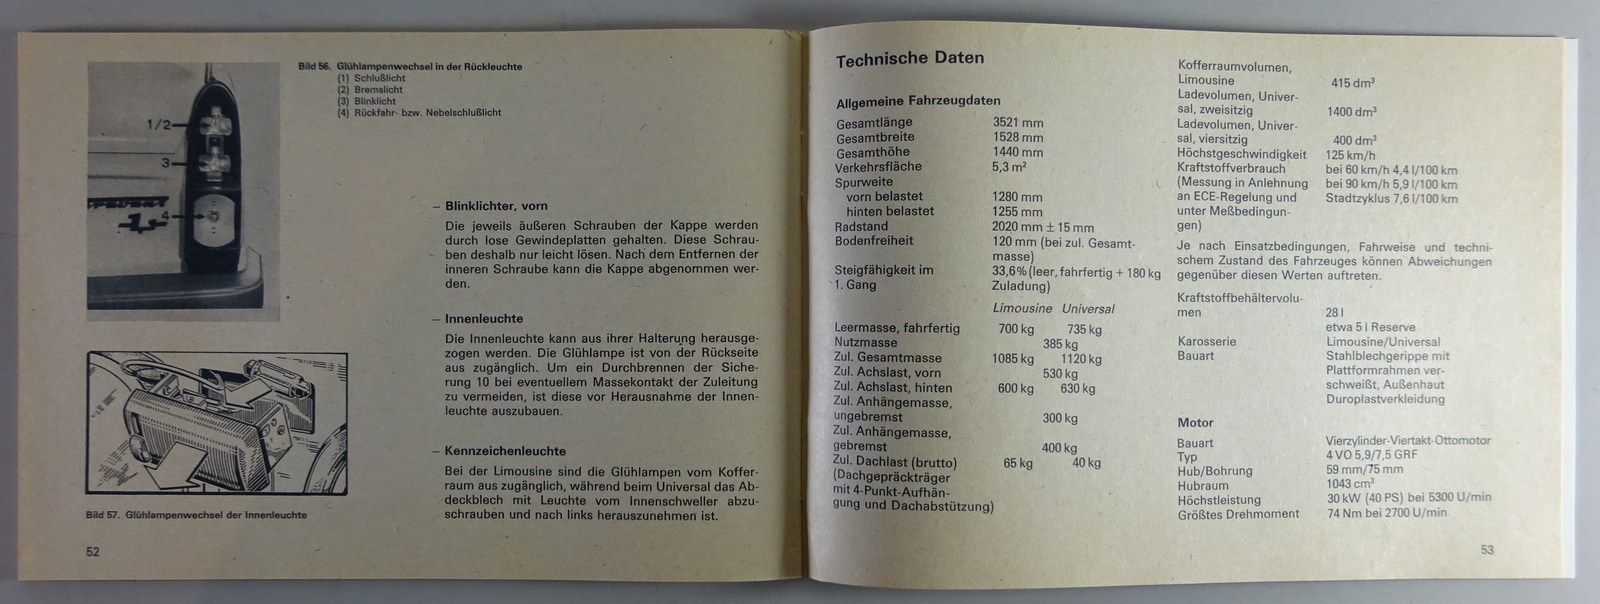 Bild 56. Glühlampenwechsel in der Rückleuchte
(1) Schlußlicht
(2) Bremslicht
(3) Blinklicht
(4) Rückfahr- bzw. Nebelschlußlicht
1/2
3
4
– Blinklichter, vorn
Die jeweils äußeren Schrauben der Kappe werden
durch lose Gewindeplatten gehalten. Diese Schrau-
ben deshalb nur leicht lösen. Nach dem Entfernen der
inneren Schraube kann die Kappe abgenommen wer-
den.
– Innenleuchte
Die Innenleuchte kann aus ihrer Halterung herausge-
zogen werden. Die Glühlampe ist von der Rückseite
aus zugänglich. Um ein Durchbrennen der Siche-
rung 10 bei eventuellem Massekontakt der Zuleitung
zu vermeiden, ist diese vor Herausnahme der Innen-
leuchte auszubauen.
– Kennzeichenleuchte
Bei der Limousine sind die Glühlampen vom Koffer-
raum aus zugänglich, während beim Universal das Ab-
deckblech mit Leuchte vom Innenschweller abzu-
schrauben und nach links herauszunehmen ist.
Bild 57. Glühlampenwechsel der Innenleuchte
52
Technische Daten
Allgemeine Fahrzeugdaten
Gesamtlänge 3521 mm
Gesamtbreite 1528 mm
Gesamthöhe 1440 mm
Verkehrsfläche 5,3 m²
Spurweite
vorn belastet 1280 mm
hinten belastet 1255 mm
Radstand 2020 mm ± 15 mm
Bodenfreiheit 120 mm (bei zul. Gesamt-
masse)
Steigfähigkeit im 33,6% (leer, fahrfertig + 180 kg
1. Gang Zuladung)
Limousine Universal
Leermasse, fahrfertig 700 kg 735 kg
Nutzmasse 385 kg
Zul. Gesamtmasse 1085 kg 1120 kg
Zul. Achslast, vorn 530 kg
Zul. Achslast, hinten 600 kg 630 kg
Zul. Anhängemasse,
ungebremst 300 kg
Zul. Anhängemasse,
gebremst 400 kg
Zul. Dachlast (brutto) 65 kg 40 kg
(Dachgepäckträger
mit 4-Punkt-Aufhän-
gung und Dachabstützung)
Kofferraumvolumen,
Limousine 415 dm³
Ladevolumen, Univer-
sal, zweisitzig 1400 dm³
Ladevolumen, Univer-
sal, viersitzig 400 dm³
Höchstgeschwindigkeit 125 km/h
Kraftstoffverbrauch bei 60 km/h 4,4 l/100 km
(Messung in Anlehnung bei 90 km/h 5,9 l/100 km
an ECE-Regelung und Stadtzyklus 7,6 l/100 km
unter Meßbedingun-
gen)
Je nach Einsatzbedingungen, Fahrweise und techni-
schem Zustand des Fahrzeuges können Abweichungen
gegenüber diesen Werten auftreten.
Kraftstoffbehältervolu-
men 28 l
etwa 5 l Reserve
Karosserie Limousine/Universal
Bauart Stahlblechgerippe mit
Plattformrahmen ver-
schweißt, Außenhaut
Duroplastverkleidung
Motor
Bauart Vierzylinder-Viertakt-Ottomotor
Typ 4 VO 5,9/7,5 GRF
Hub/Bohrung 59 mm/75 mm
Hubraum 1043 cm³
Höchstleistung 30 kW (40 PS) bei 5300 U/min
Größtes Drehmoment 74 Nm bei 2700 U/min
53